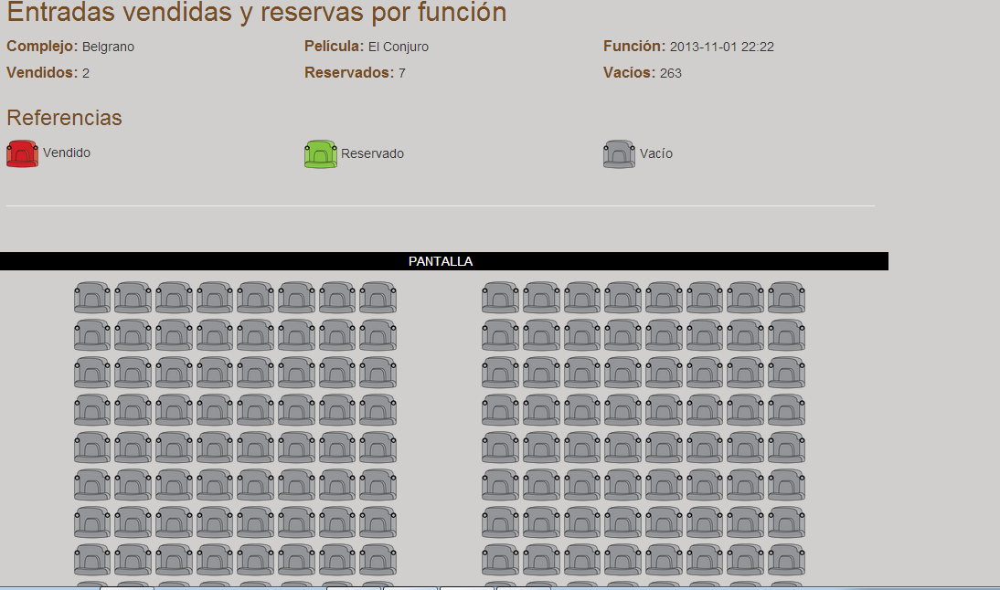 Entradas vendidas y reservas por función
Complejo: Belgrano Película: El Conjuro Función: 2013-11-01 22:22
Vendidos: 2 Reservados: 7 Vacios: 263
Referencias
Vendido Reservado Vacío
PANTALLA